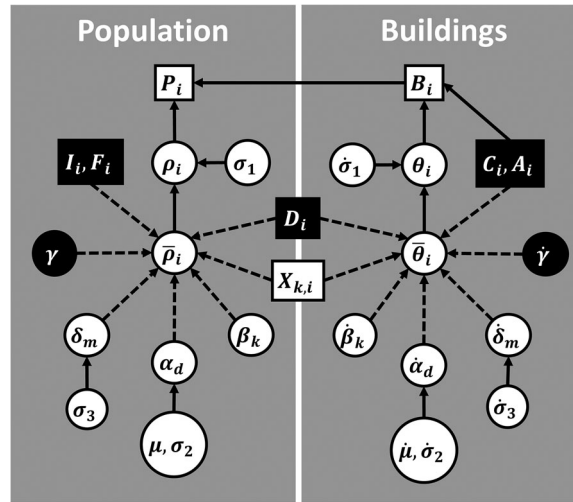 Population Buildings
P_i B_i
I_i, F_i ρ_i σ_1 σ̇_1 θ_i C_i, A_i
D_i
γ ρ̄_i θ̄_i γ̇
X_{k,i}
δ_m β_k β̇_k δ̇_m
α_d α̇_d
σ_3 σ̇_3
μ, σ_2 μ̇, σ̇_2